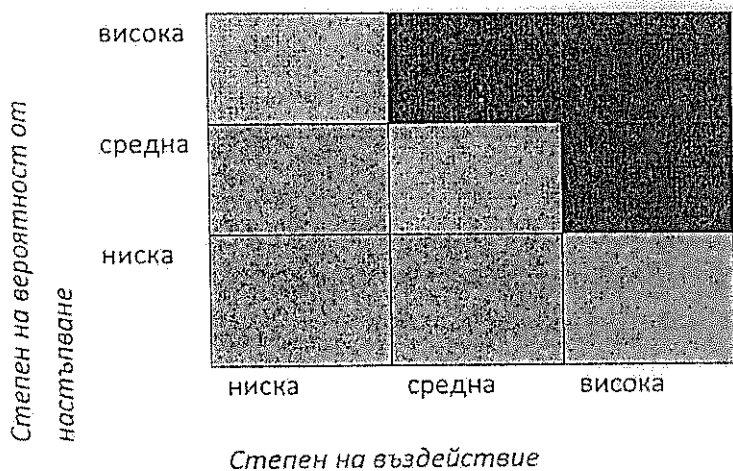 висока
средна
ниска
Степен на вероятност от
настъпване
ниска средна висока
Степен на въздействие